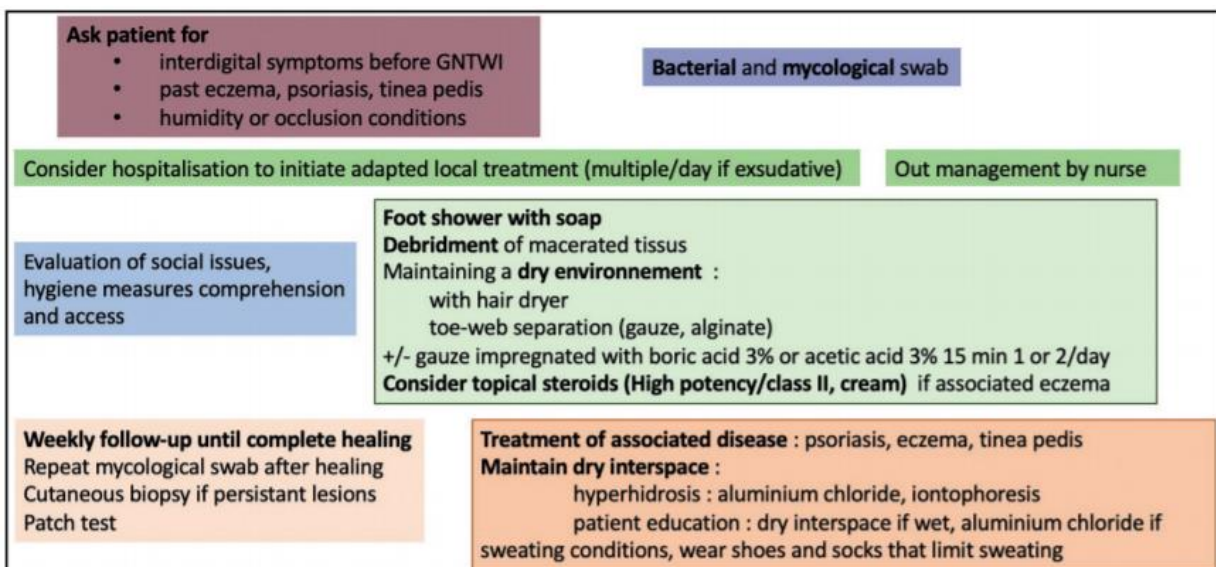 Ask patient for
• interdigital symptoms before GNTWI
• past eczema, psoriasis, tinea pedis
• humidity or occlusion conditions
Bacterial and mycological swab
Consider hospitalisation to initiate adapted local treatment (multiple/day if exsudative)
Out management by nurse
Evaluation of social issues,
hygiene measures comprehension
and access
Foot shower with soap
Debridment of macerated tissus
Maintaining a dry environnement :
with hair dryer
toe-web separation (gauze, alginate)
+/- gauze impregnated with boric acid 3% or acetic acid 3% 15 min 1 or 2/day
Consider topical steroids (High potency/class II, cream) if associated eczema
Weekly follow-up until complete healing
Repeat mycological swab after healing
Cutaneous biopsy if persistant lesions
Patch test
Treatment of associated disease : psoriasis, eczema, tinea pedis
Maintain dry interspace :
hyperhidrosis : aluminium chloride, iontophoresis
patient education : dry interspace if wet, aluminium chloride if
sweating conditions, wear shoes and socks that limit sweating